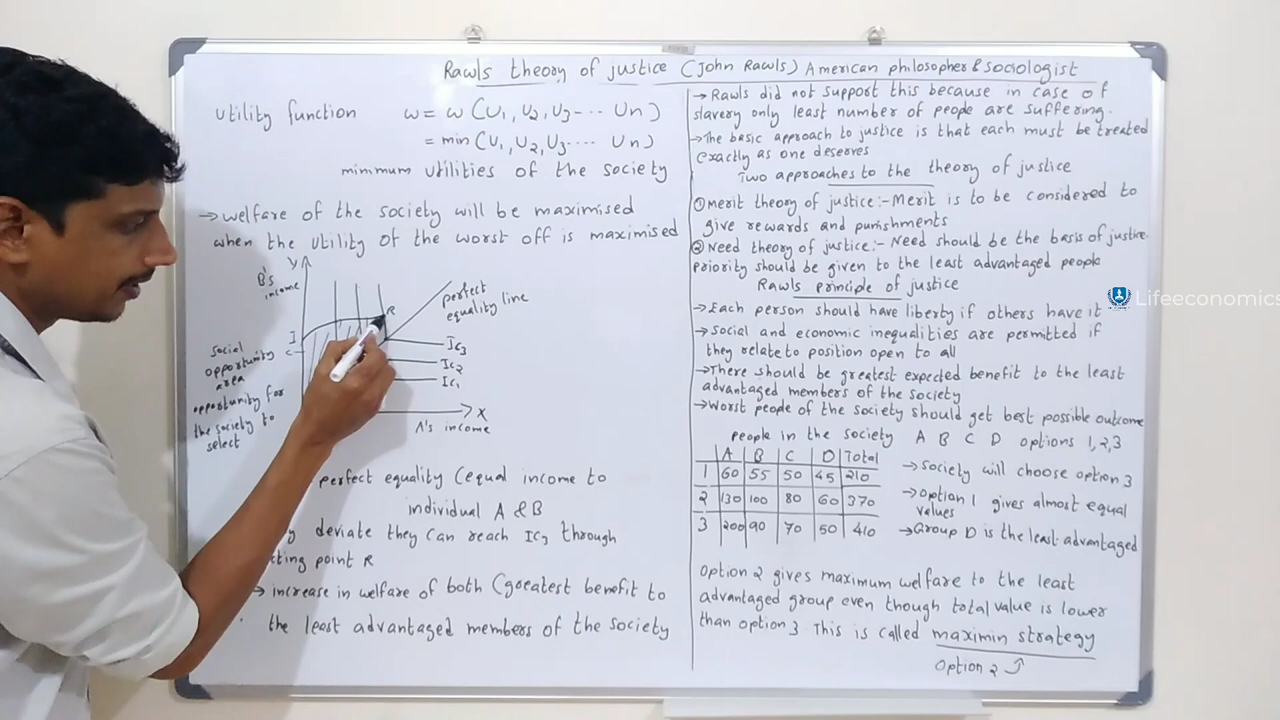 Rawls theory of justice (John Rawls) American philosopher & sociologist
utility function w = w (U1, U2, U3 ---- Un)
= min (U1, U2, U3 ---- Un)
minimum utilities of the society
→ welfare of the society will be maximised
when the utility of the worst off is maximised
Y
B's
income
perfect
equality line
R
I
C
social
opportunity
area
opportunity for
the society to
select
Ic3
Ic2
Ic1
X
A's income
perfect equality (equal income to
individual A & B
deviate they can reach Ic3 through
point R
→ increase in welfare of both (greatest benefit to
the least advantaged members of the society
→ Rawls did not support this because in case of
slavery only least number of people are suffering.
→ The basic approach to justice is that each must be treated
exactly as one deserves
Two approaches to the theory of justice
① Merit theory of justice :- Merit is to be considered to
give rewards and punishments
② Need theory of justice :- Need should be the basis of justice.
priority should be given to the least advantaged people
Rawls principle of justice
→ Each person should have liberty if others have it
→ Social and economic inequalities are permitted if
they relate to position open to all
→ There should be greatest expected benefit to the least
advantaged members of the society
→ Worst people of the society should get best possible outcome
people in the society A B C D options 1,2,3
A B C D Total
1 60 55 50 45 210
2 130 100 80 60 370
3 200 90 70 50 410
→ Society will choose option 3
→ option 1 gives almost equal
values
→ Group D is the least advantaged
Option 2 gives maximum welfare to the least
advantaged group even though total value is lower
than option 3 This is called maximin strategy
Option 2
Lifeeconomics